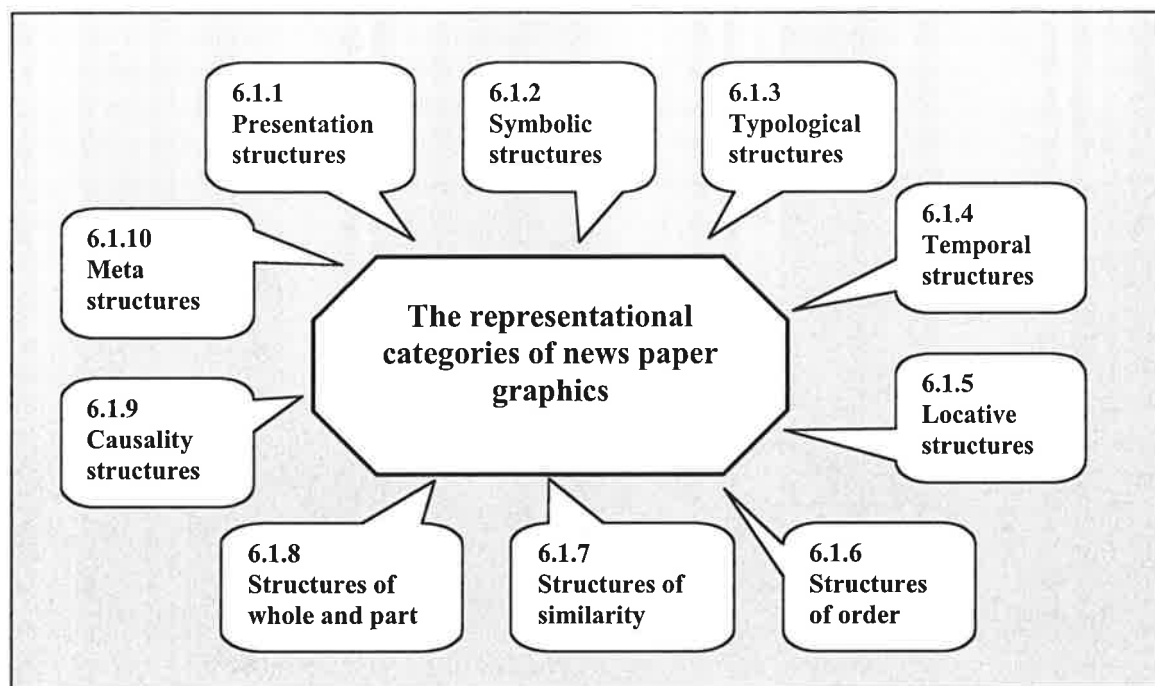 6.1.1
Presentation
structures
6.1.2
Symbolic
structures
6.1.3
Typological
structures
6.1.4
Temporal
structures
6.1.5
Locative
structures
6.1.6
Structures
of order
6.1.7
Structures of
similarity
6.1.8
Structures of
whole and part
6.1.9
Causality
structures
6.1.10
Meta
structures
The representational
categories of news paper
graphics